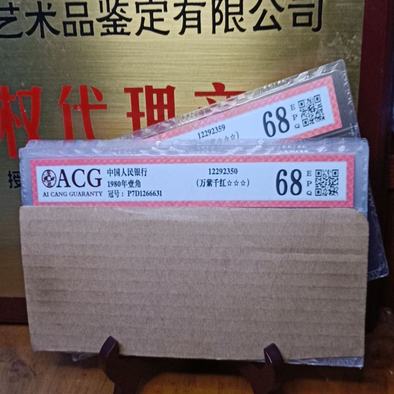 艺术品鉴定有限公司
权代理
授
12292359
☆☆)
68
EPQ
ACG
AI CANG GUARANTY
中国人民银行
1980年壹角
冠号: P7D1266631
12292350
(万紫千红☆☆☆)
68
EPQ